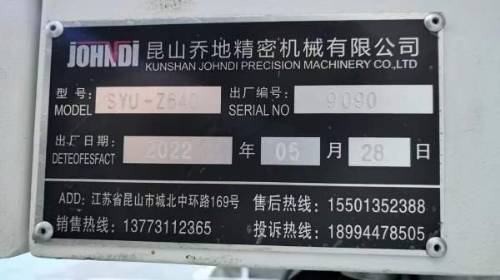 JOHNDI 昆山乔地精密机械有限公司
KUNSHAN JOHNDI PRECISION MACHINERY CO.,LTD
型号: SYU-Z640 出厂编号: 9090
MODEL SERIAL NO
出厂日期: 2022 年 05 月 28 日
DETEOFESFACT
ADD: 江苏省昆山市城北中环路169号 售后热线: 15501352388
销售热线: 13773112365 投诉热线: 18994478505